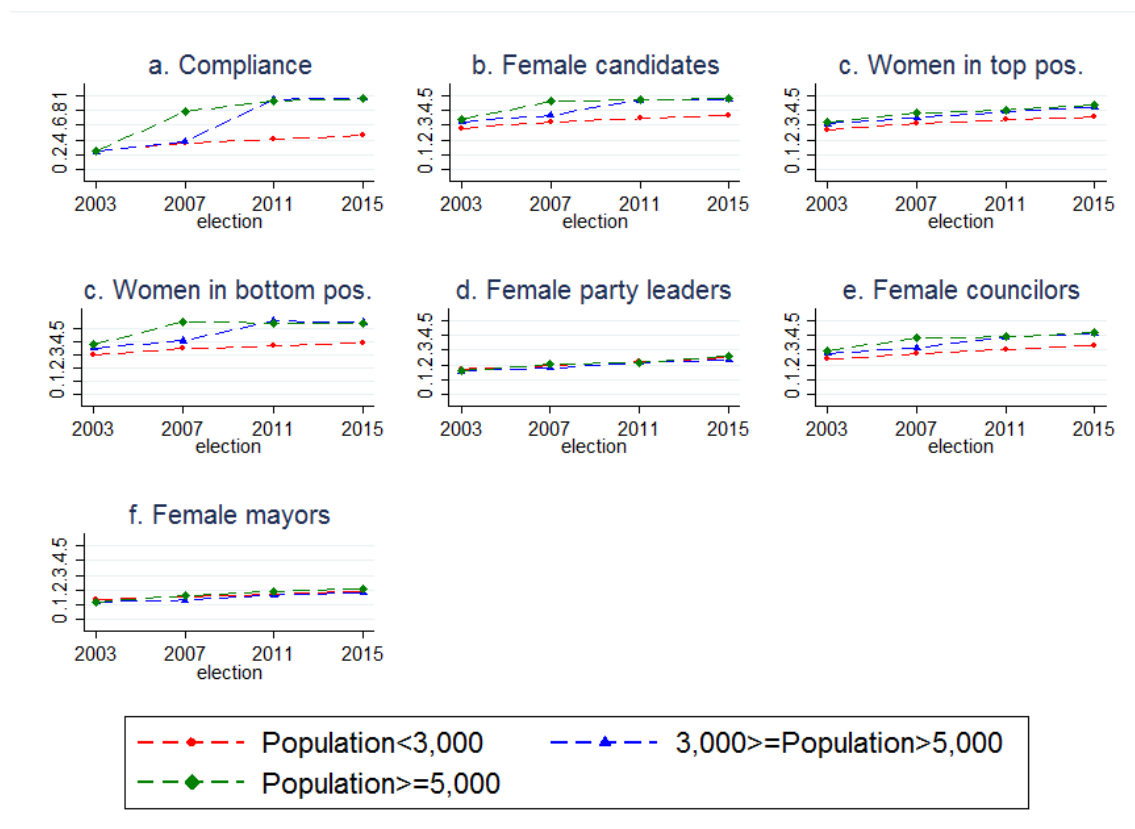 a. Compliance
0 .2 .4 .6 .8 1
2003 2007 2011 2015
election
b. Female candidates
0 .1 .2 .3 .4 .5
2003 2007 2011 2015
election
c. Women in top pos.
0 .1 .2 .3 .4 .5
2003 2007 2011 2015
election
c. Women in bottom pos.
0 .1 .2 .3 .4 .5
2003 2007 2011 2015
election
d. Female party leaders
0 .1 .2 .3 .4 .5
2003 2007 2011 2015
election
e. Female councilors
0 .1 .2 .3 .4 .5
2003 2007 2011 2015
election
f. Female mayors
0 .1 .2 .3 .4 .5
2003 2007 2011 2015
election
Population<3,000
3,000>=Population>5,000
Population>=5,000